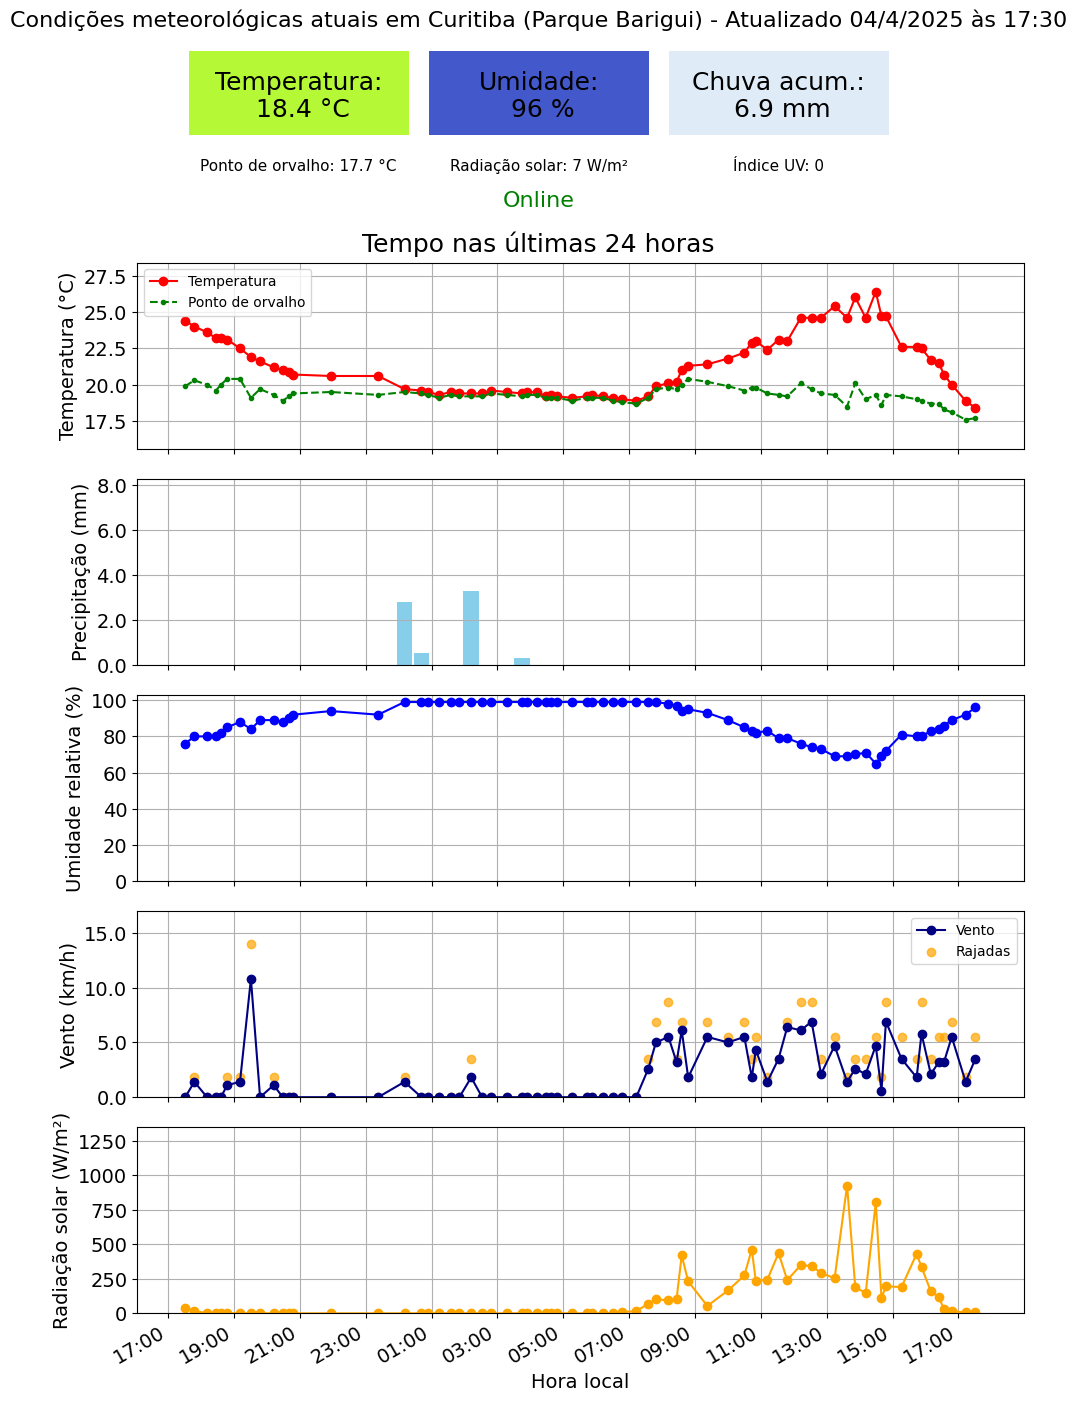 Condições meteorológicas atuais em Curitiba (Parque Barigui) - Atualizado 04/4/2025 às 17:30
Temperatura:
18.4 °C
Umidade:
96 %
Chuva acum.:
6.9 mm
Ponto de orvalho: 17.7 °C
Radiação solar: 7 W/m²
Índice UV: 0
Online
Tempo nas últimas 24 horas
Temperatura (°C)
27.5
25.0
22.5
20.0
17.5
Temperatura
Ponto de orvalho
Precipitação (mm)
8.0
6.0
4.0
2.0
0.0
Umidade relativa (%)
100
80
60
40
20
0
Vento (km/h)
15.0
10.0
5.0
0.0
Vento
Rajadas
Radiação solar (W/m²)
1250
1000
750
500
250
0
17:00
19:00
21:00
23:00
01:00
03:00
05:00
07:00
09:00
11:00
13:00
15:00
17:00
Hora local